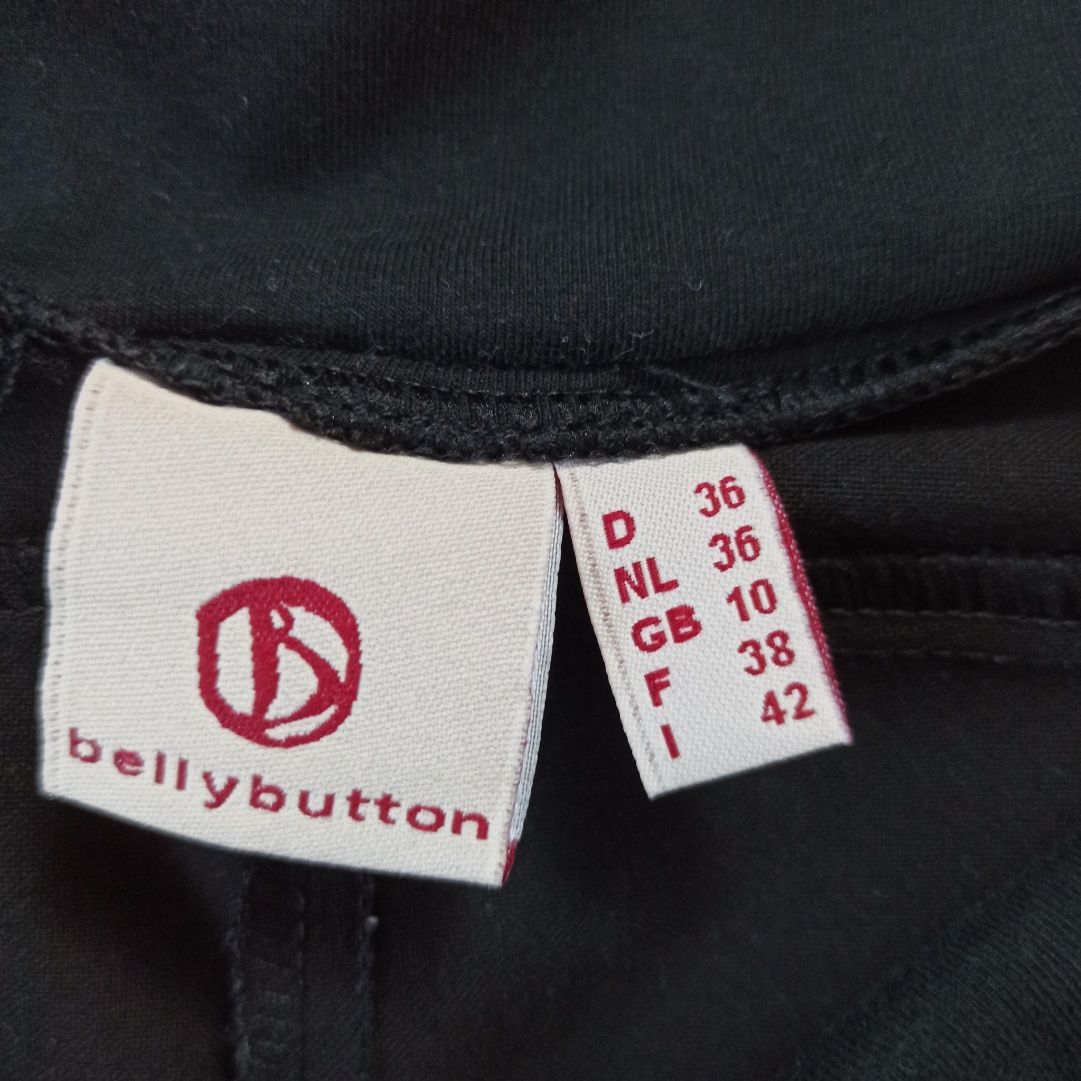 B
bellybutton
D 36
NL 36
GB 10
F 38
I 42